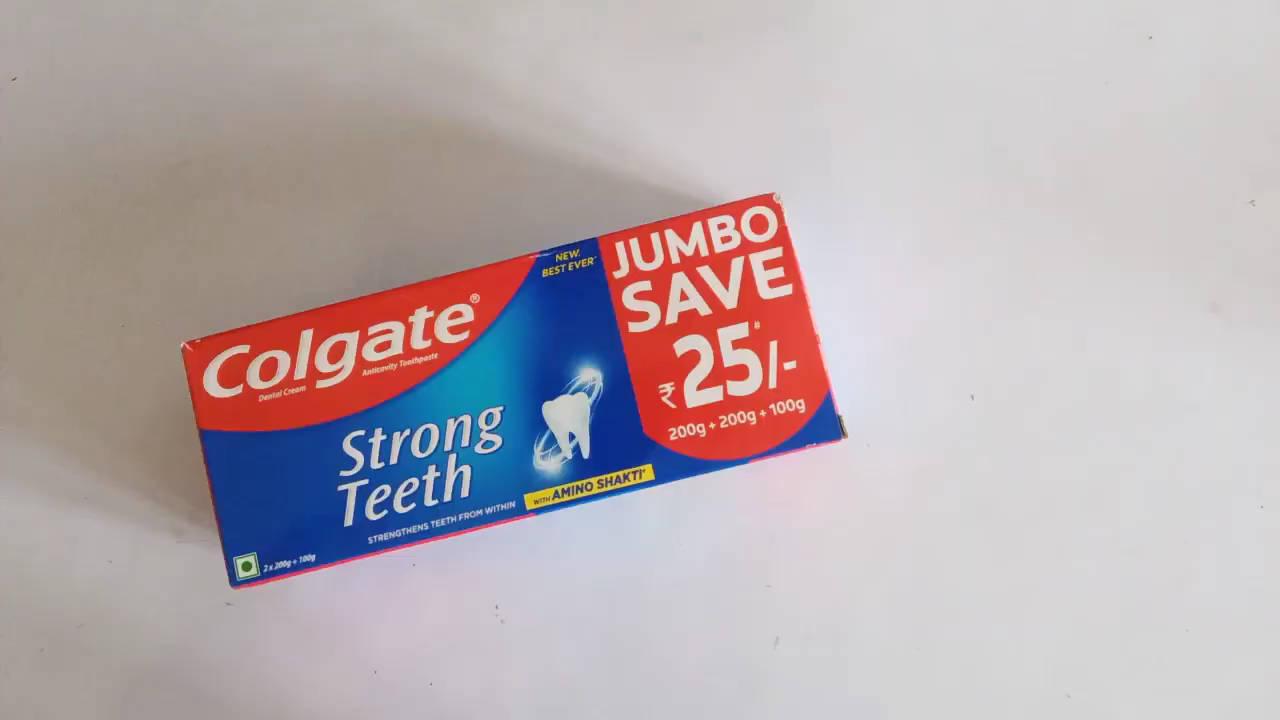 Colgate®
Dental Cream
Anticavity Toothpaste
Strong
Teeth
STRENGTHENS TEETH FROM WITHIN
WITH AMINO SHAKTI
2 x 200g + 100g
NEW.
BEST EVER
JUMBO
SAVE
₹25/-
200g + 200g + 100g